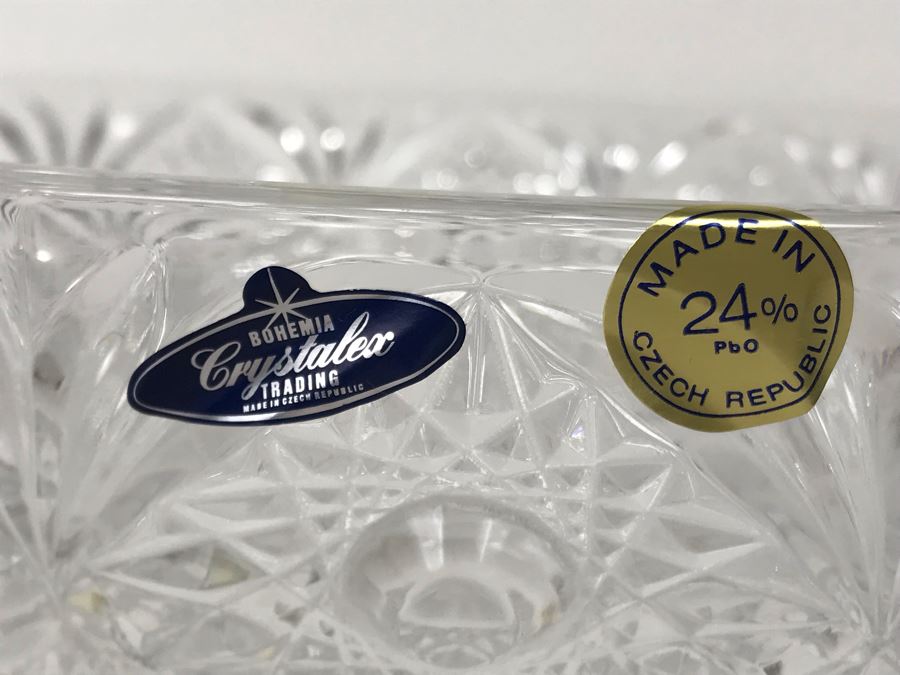 BOHEMIA
Crystalex
TRADING
MADE IN CZECH REPUBLIC
MADE IN
24%
PbO
CZECH REPUBLIC